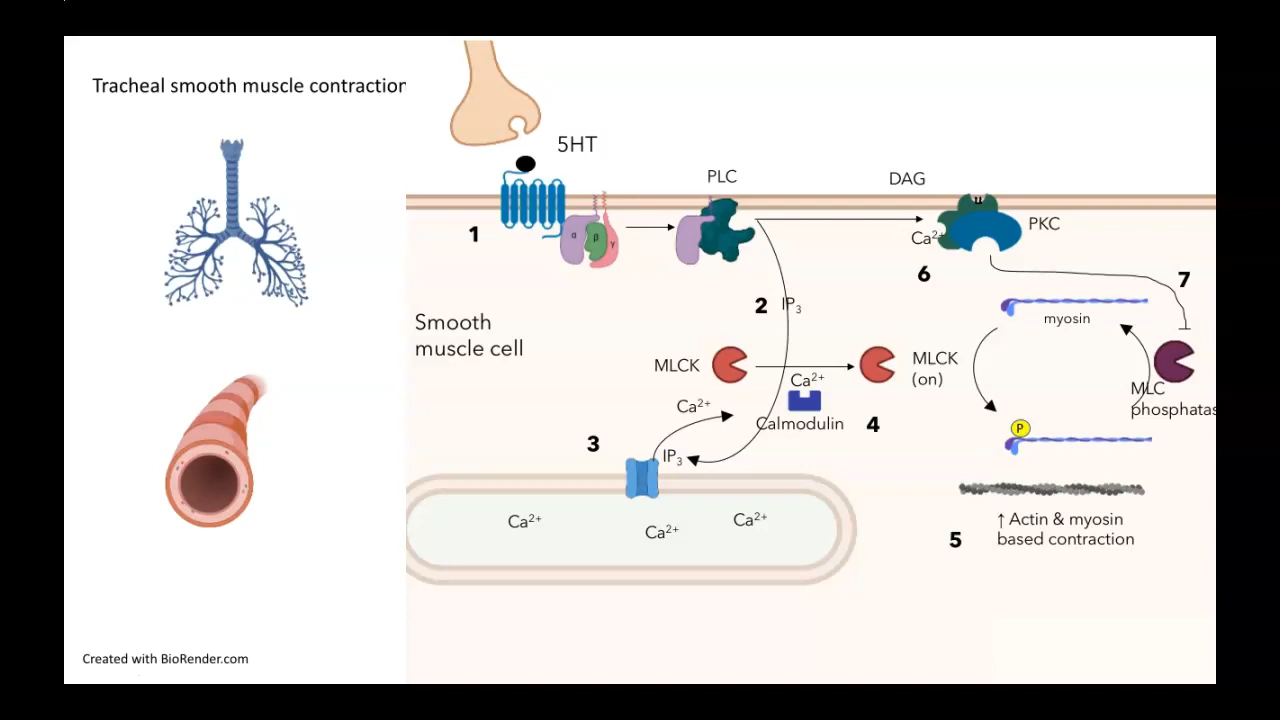 Tracheal smooth muscle contraction
5HT
PLC
DAG
α
β
γ
1
α
Ca²⁺
PKC
6
7
2
IP₃
myosin
Smooth
muscle cell
MLCK
MLCK
(on)
Ca²⁺
Calmodulin
4
MLC
phosphatas
Ca²⁺
3
IP₃
P
Ca²⁺
Ca²⁺
Ca²⁺
5
↑ Actin & myosin
based contraction
Created with BioRender.com